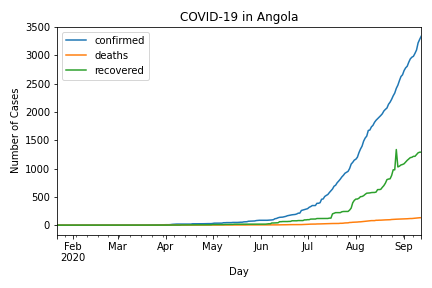 COVID-19 in Angola
confirmed
deaths
recovered
Number of Cases
3500
3000
2500
2000
1500
1000
500
0
Feb Mar Apr May Jun Jul Aug Sep
2020
Day